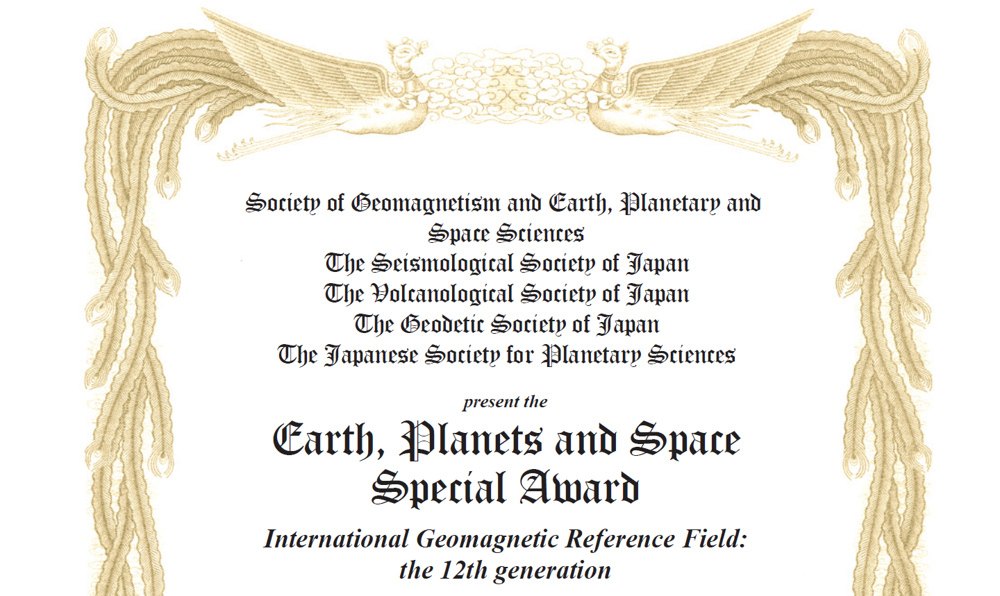 Society of Geomagnetism and Earth, Planetary and
Space Sciences
The Seismological Society of Japan
The Volcanological Society of Japan
The Geodetic Society of Japan
The Japanese Society for Planetary Sciences
present the
Earth, Planets and Space
Special Award
International Geomagnetic Reference Field:
the 12th generation